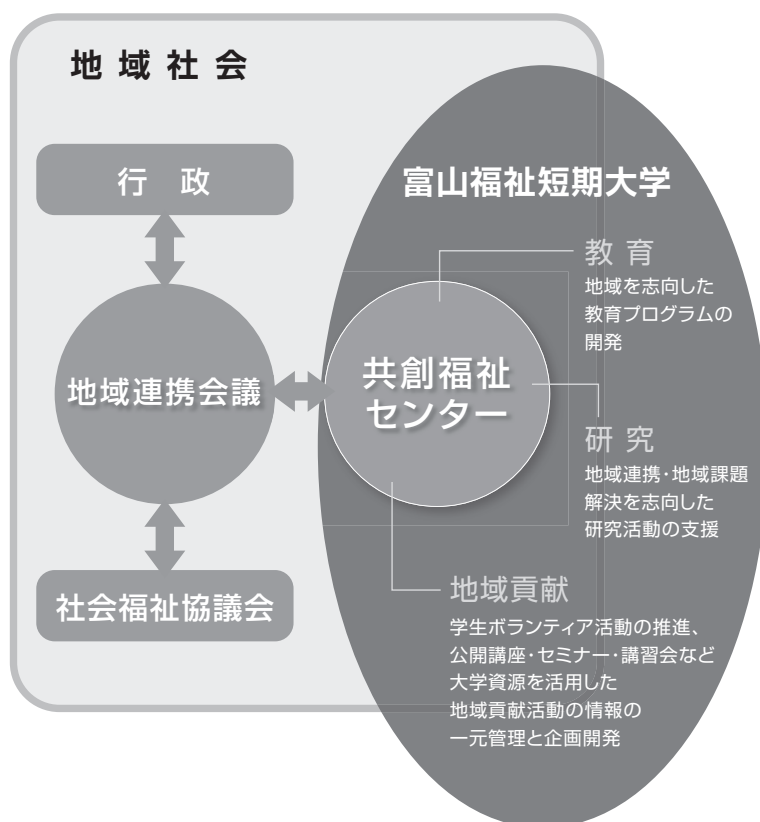 地域社会
行政
富山福祉短期大学
教育
地域を志向した
教育プログラムの
開発
地域連携会議
共創福祉
センター
研究
地域連携・地域課題
解決を志向した
研究活動の支援
社会福祉協議会
地域貢献
学生ボランティア活動の推進、
公開講座・セミナー・講習会など
大学資源を活用した
地域貢献活動の情報の
一元管理と企画開発